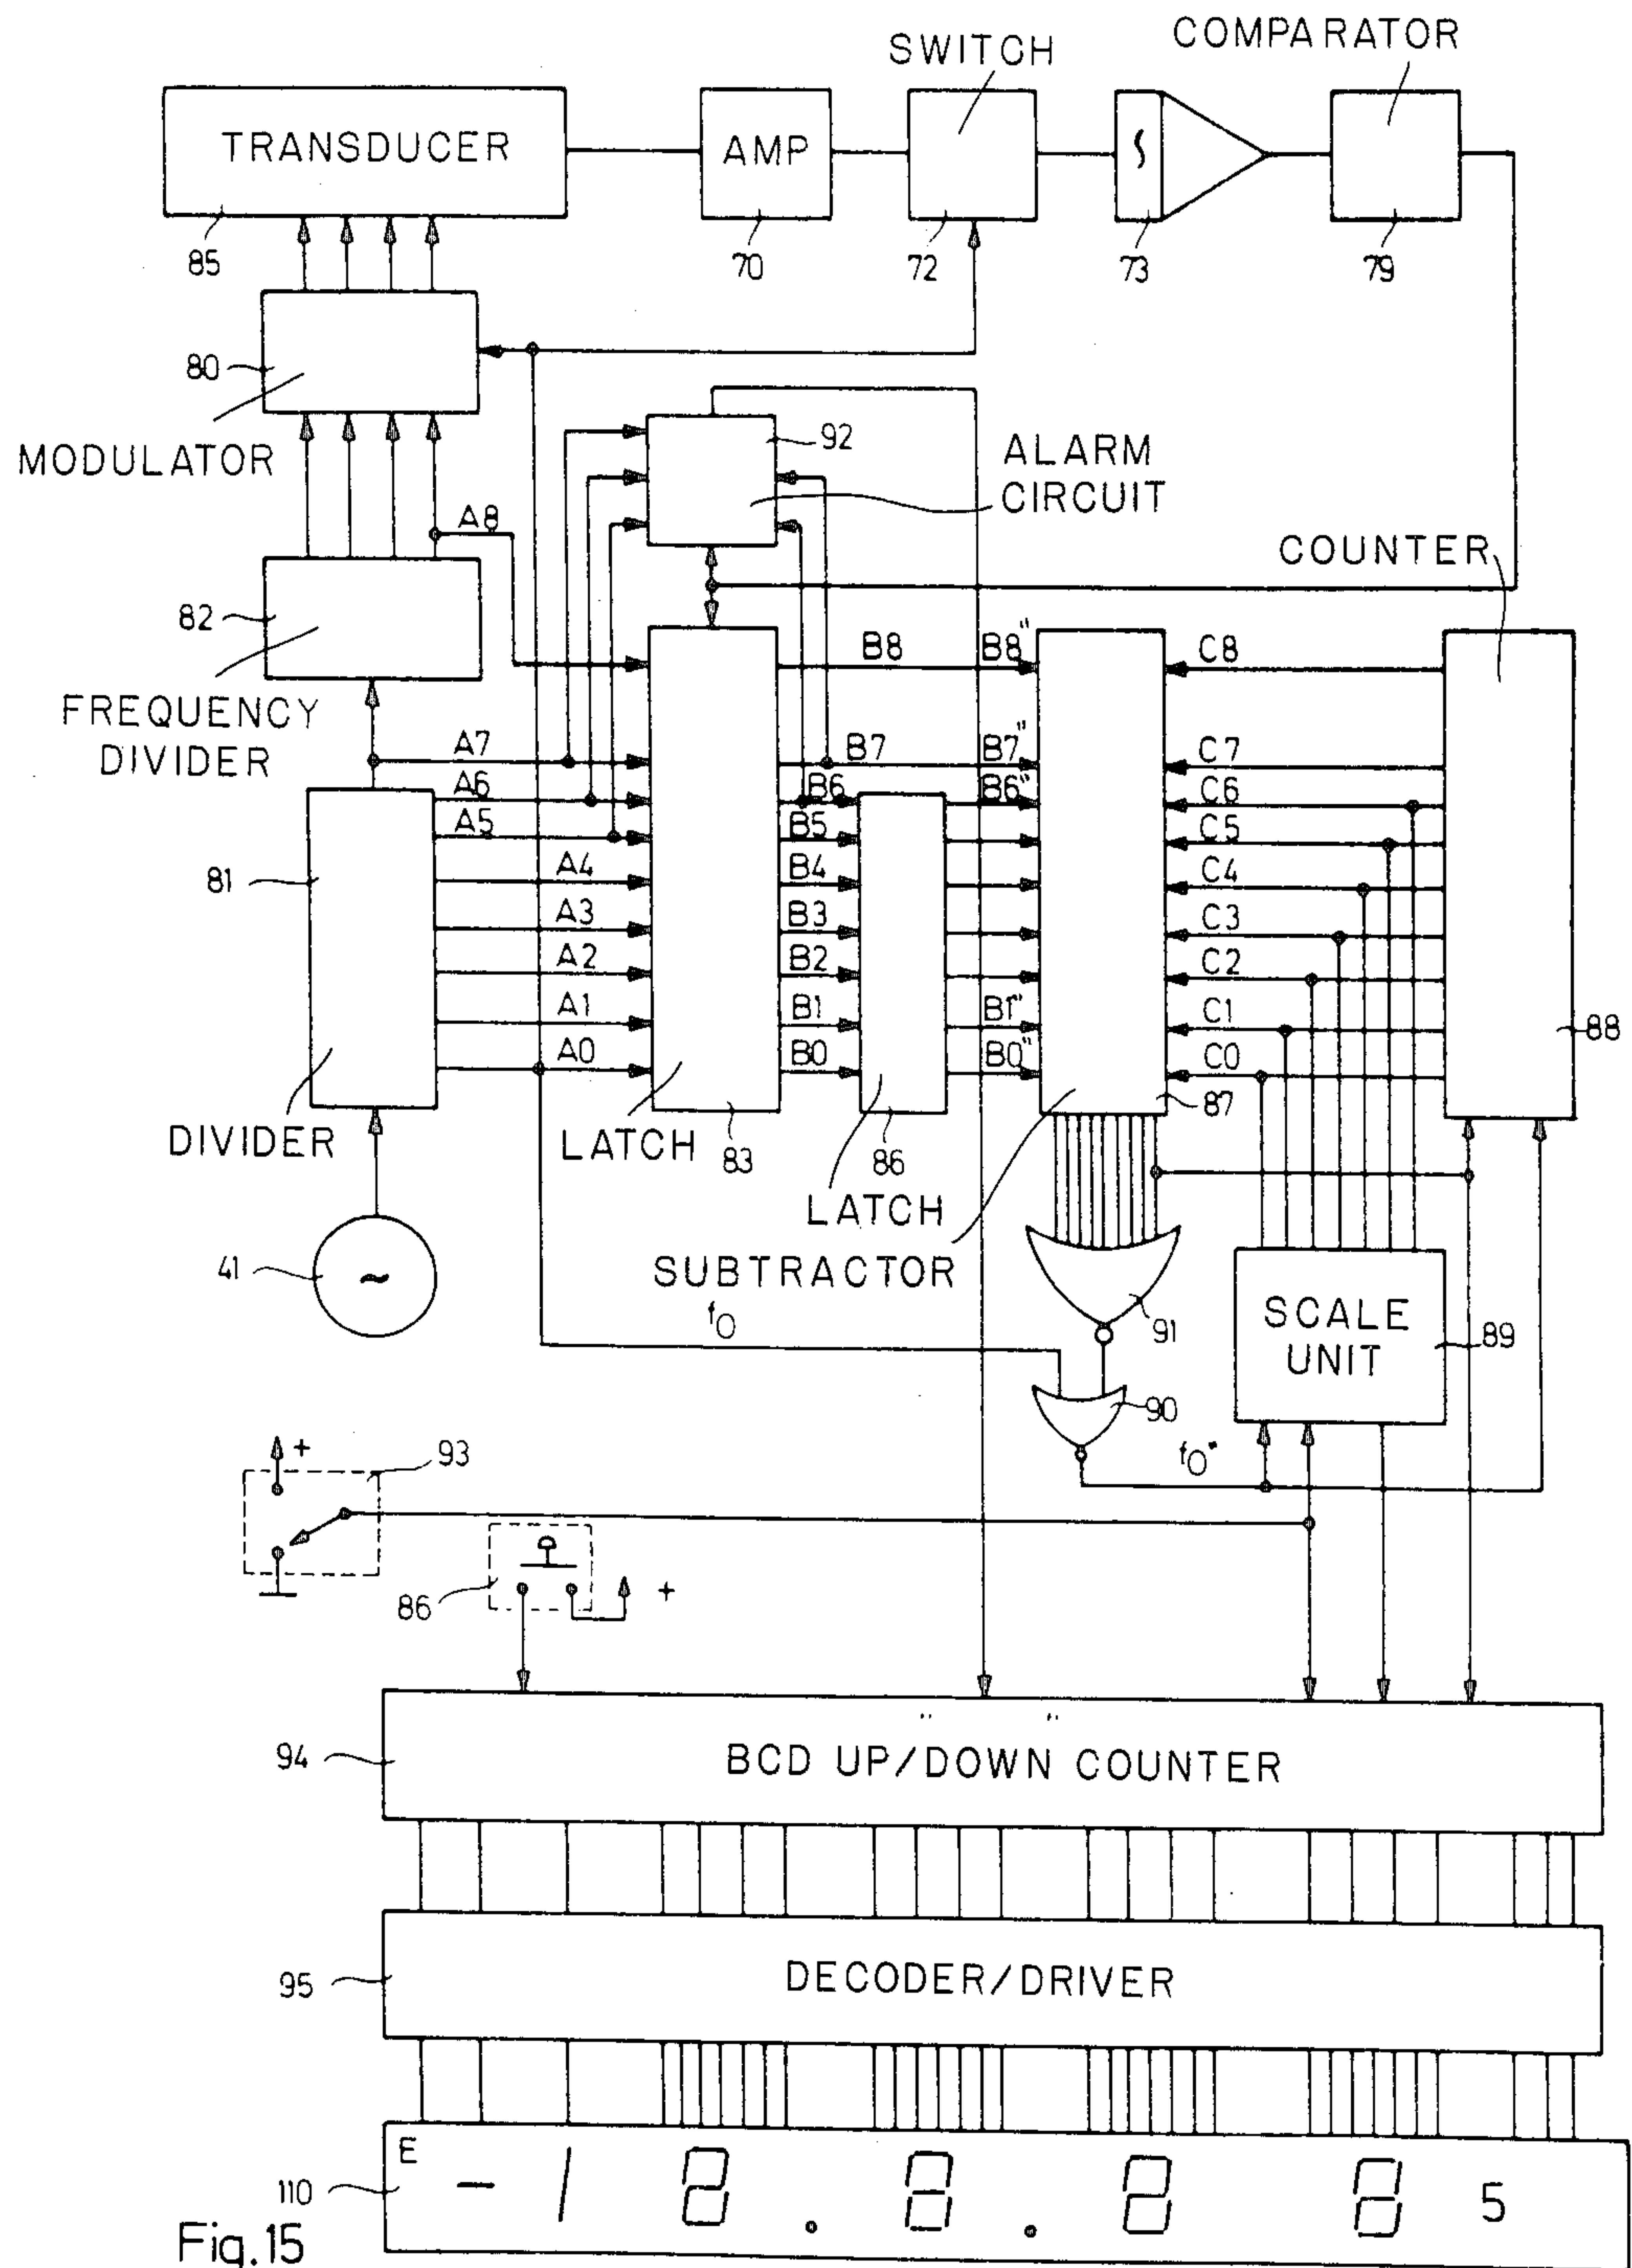 SWITCH
COMPARATOR
TRANSDUCER
AMP
∫
85
70
72
73
79
80
MODULATOR
92
ALARM
CIRCUIT
A8
COUNTER
82
FREQUENCY
DIVIDER
B8
B8"
C8
A7
B7
B7"
C7
A6
B6
B6"
C6
A5
B5
C5
81
A4
B4
C4
A3
B3
C3
A2
B2
C2
A1
B1
B1"
C1
88
A0
B0
B0"
C0
87
DIVIDER
LATCH
83
86
LATCH
SUBTRACTOR
41
~
f0
91
SCALE
UNIT
89
90
f0"
+
93
86
+
94
BCD UP/DOWN COUNTER
95
DECODER/DRIVER
E
110
- 1 8 . 8 . 8 8 5
Fig.15